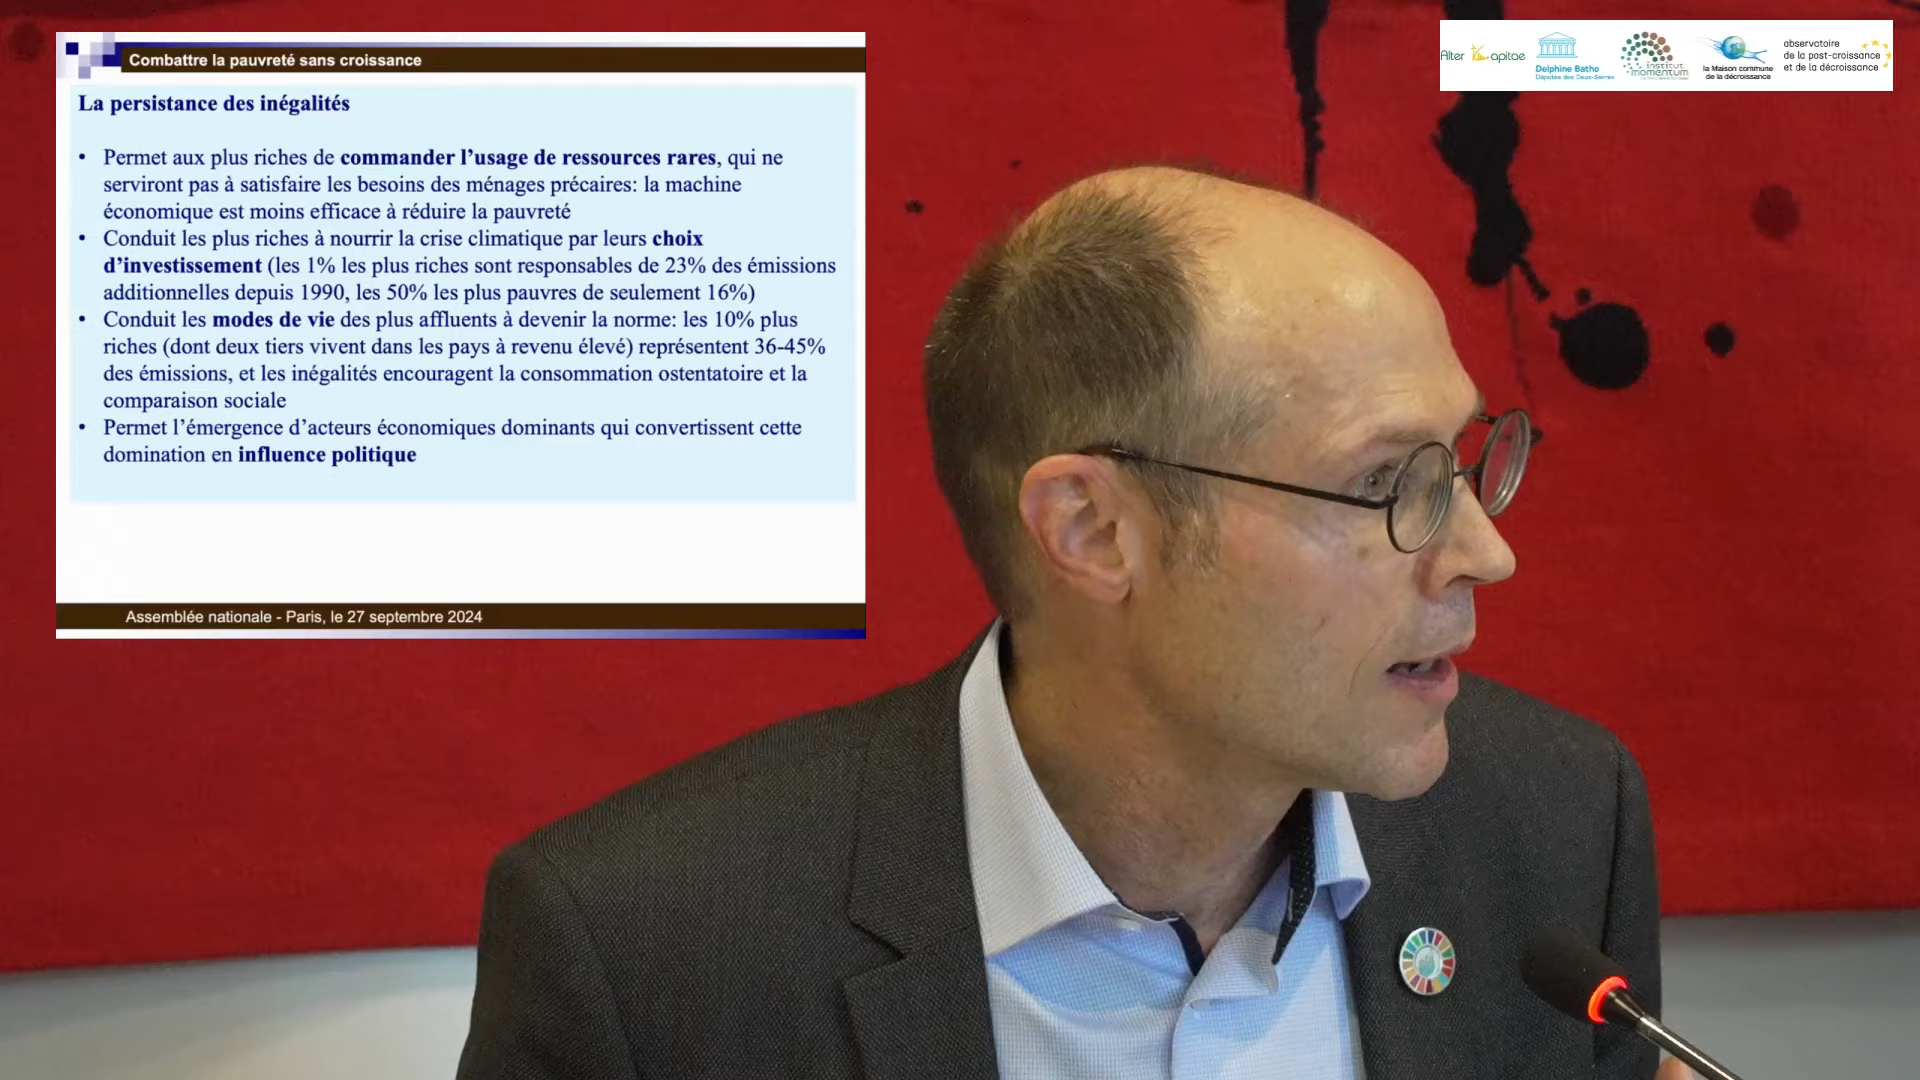 Combattre la pauvreté sans croissance
La persistance des inégalités
• Permet aux plus riches de commander l’usage de ressources rares, qui ne
serviront pas à satisfaire les besoins des ménages précaires: la machine
économique est moins efficace à réduire la pauvreté
• Conduit les plus riches à nourrir la crise climatique par leurs choix
d’investissement (les 1% les plus riches sont responsables de 23% des émissions
additionnelles depuis 1990, les 50% les plus pauvres de seulement 16%)
• Conduit les modes de vie des plus affluents à devenir la norme: les 10% plus
riches (dont deux tiers vivent dans les pays à revenu élevé) représentent 36-45%
des émissions, et les inégalités encouragent la consommation ostentatoire et la
comparaison sociale
• Permet l’émergence d’acteurs économiques dominants qui convertissent cette
domination en influence politique
Assemblée nationale - Paris, le 27 septembre 2024
Alter Kapitae
Delphine Batho
Députée des Deux-Sèvres
institut
momentum
la Maison commune
de la décroissance
observatoire
de la post-croissance
et de la décroissance